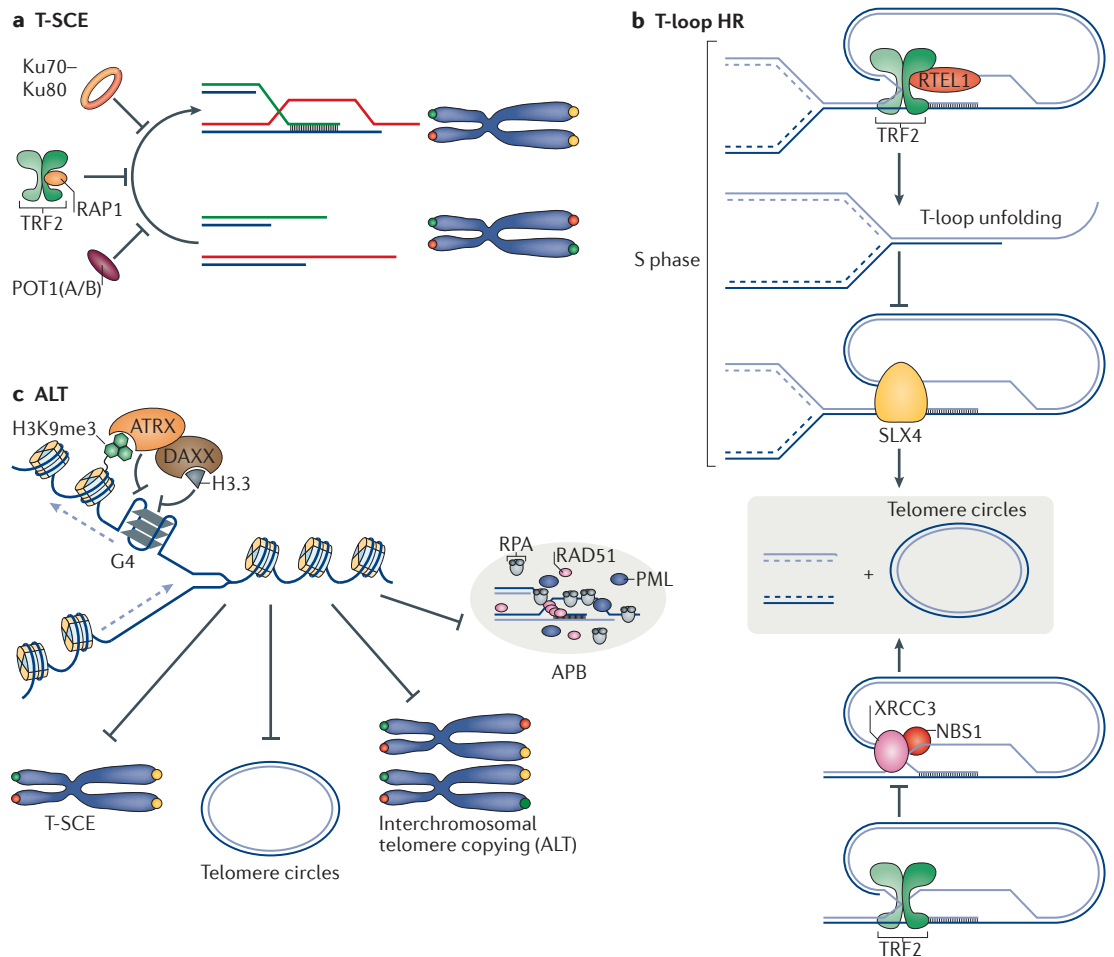 a T-SCE
Ku70–
Ku80
TRF2
RAP1
POT1(A/B)
b T-loop HR
RTEL1
TRF2
T-loop unfolding
S phase
SLX4
Telomere circles
+
XRCC3
NBS1
TRF2
c ALT
H3K9me3
ATRX
DAXX
H3.3
G4
RPA
RAD51
PML
APB
T-SCE
Telomere circles
Interchromosomal
telomere copying (ALT)